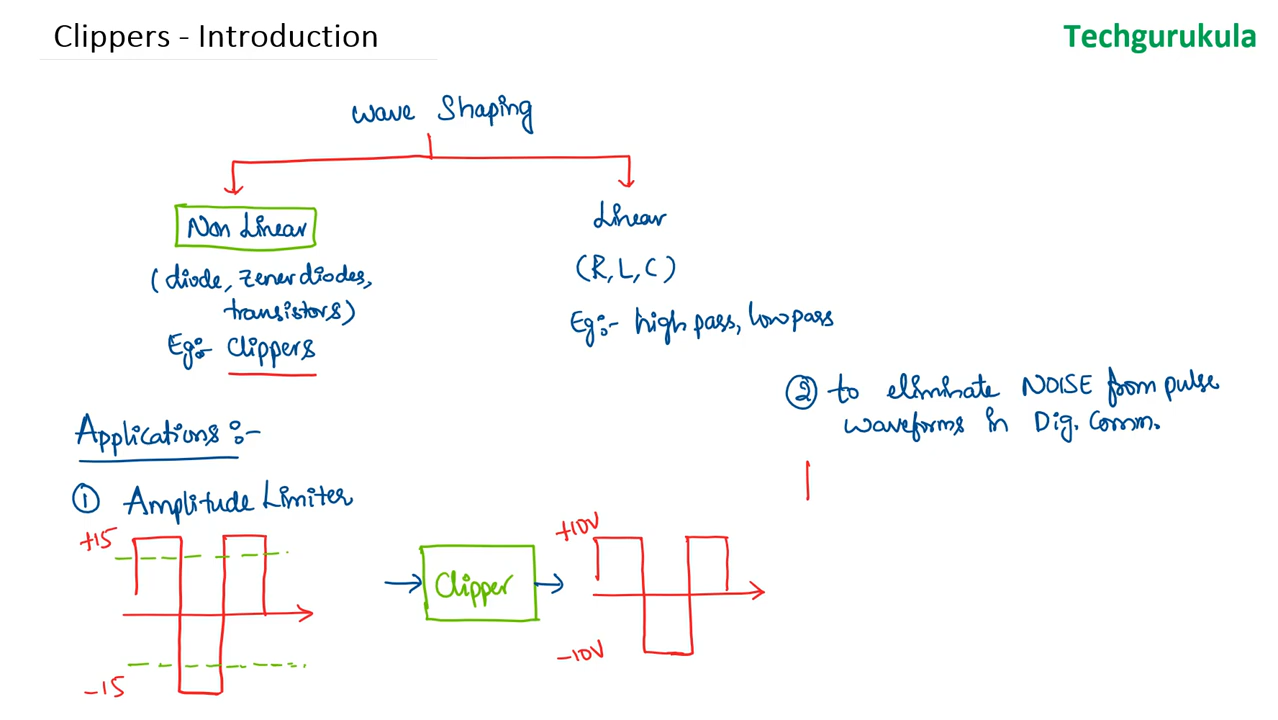 Clippers - Introduction
Techgurukula
Wave Shaping
Non Linear
(diode, zener diodes,
transistors)
Eg:- Clippers
Linear
(R, L, C)
Eg:- high pass, low pass
Applications :-
① Amplitude Limiter
+15
-15
Clipper
+10V
-10V
② to eliminate NOISE from pulse
waveforms in Dig. Comm.